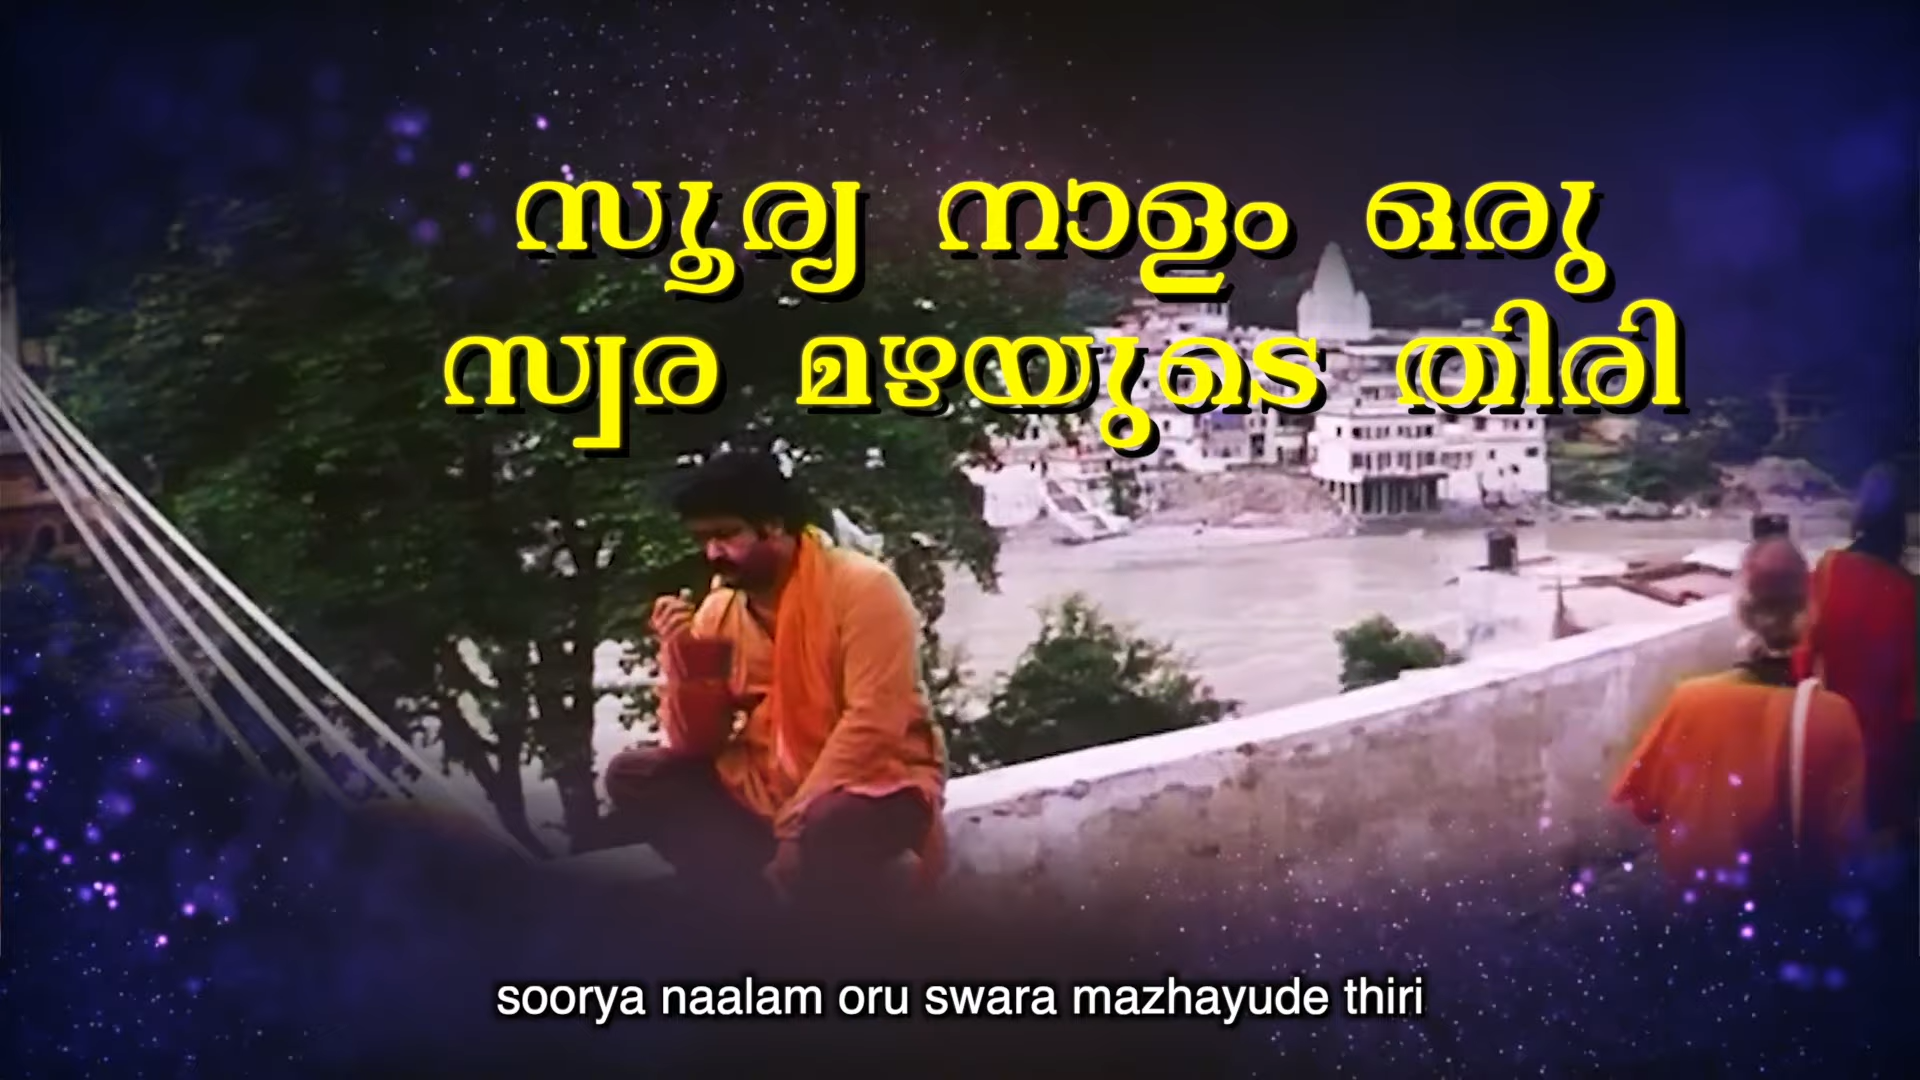 സൂര്യ നാളം ഒരു
സ്വര മഴയുടെ തിരി
soorya naalam oru swara mazhayude thiri